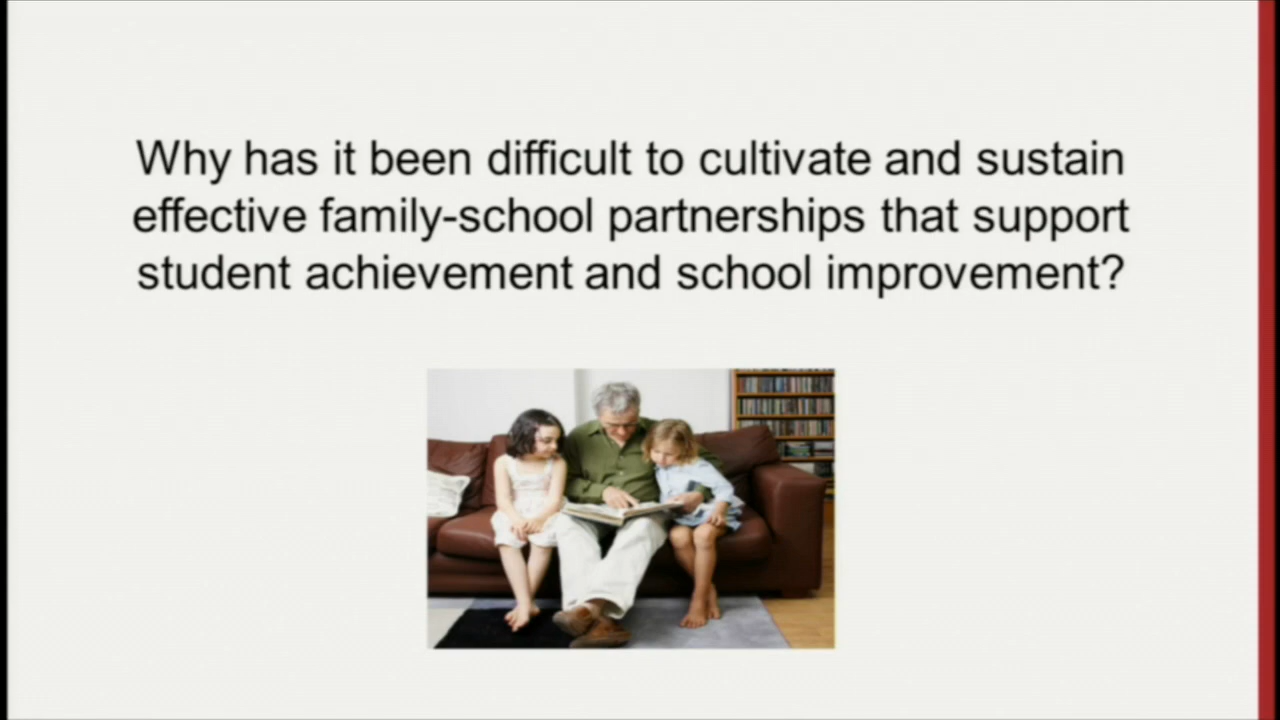 Why has it been difficult to cultivate and sustain
effective family-school partnerships that support
student achievement and school improvement?